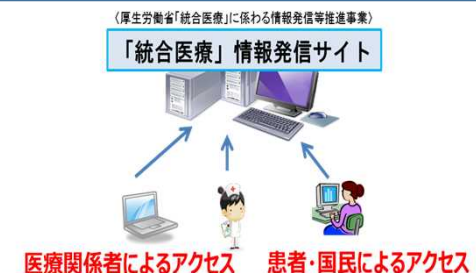 〈厚生労働省「統合医療」に係わる情報発信等推進事業〉
「統合医療」情報発信サイト
医療関係者によるアクセス
患者・国民によるアクセス